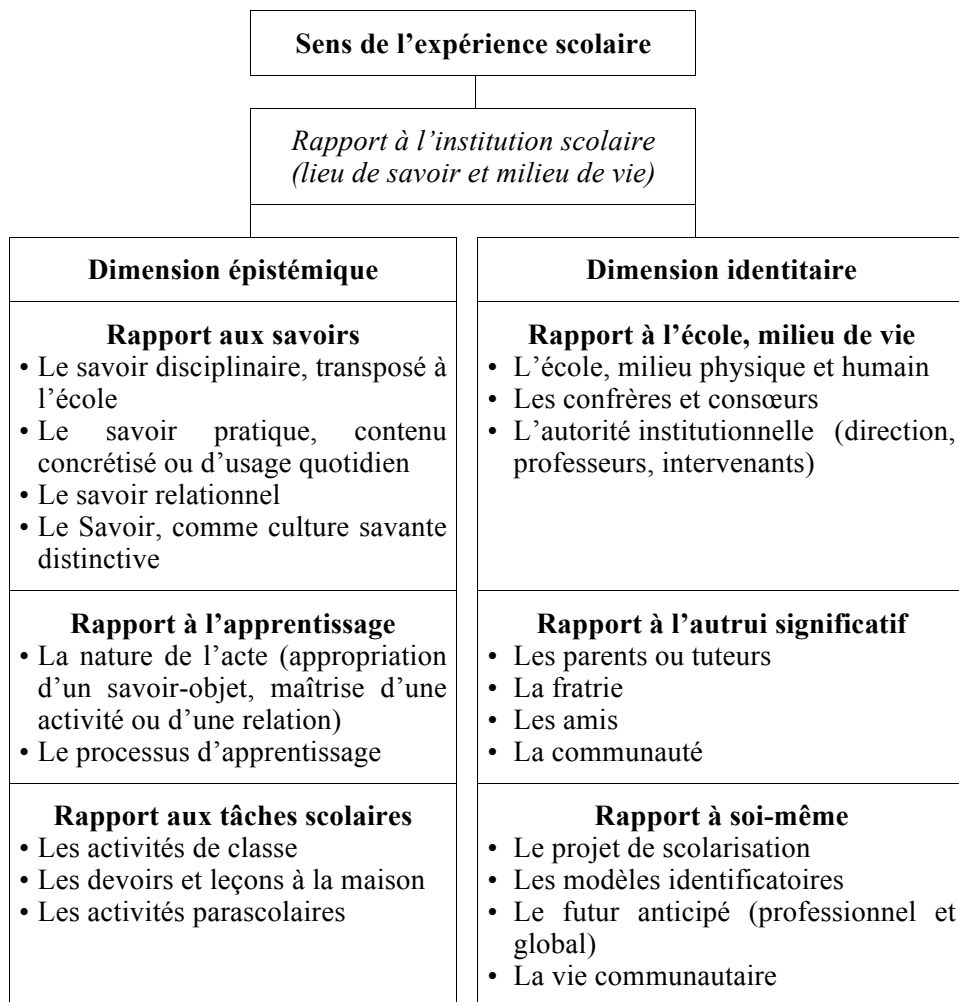 Sens de l’expérience scolaire
Rapport à l’institution scolaire
(lieu de savoir et milieu de vie)
Dimension épistémique
Rapport aux savoirs
• Le savoir disciplinaire, transposé à
l’école
• Le savoir pratique, contenu
concrétisé ou d’usage quotidien
• Le savoir relationnel
• Le Savoir, comme culture savante
distinctive
Rapport à l’apprentissage
• La nature de l’acte (appropriation
d’un savoir-objet, maîtrise d’une
activité ou d’une relation)
• Le processus d’apprentissage
Rapport aux tâches scolaires
• Les activités de classe
• Les devoirs et leçons à la maison
• Les activités parascolaires
Dimension identitaire
Rapport à l’école, milieu de vie
• L’école, milieu physique et humain
• Les confrères et consœurs
• L’autorité institutionnelle (direction,
professeurs, intervenants)
Rapport à l’autrui significatif
• Les parents ou tuteurs
• La fratrie
• Les amis
• La communauté
Rapport à soi-même
• Le projet de scolarisation
• Les modèles identificatoires
• Le futur anticipé (professionnel et
global)
• La vie communautaire